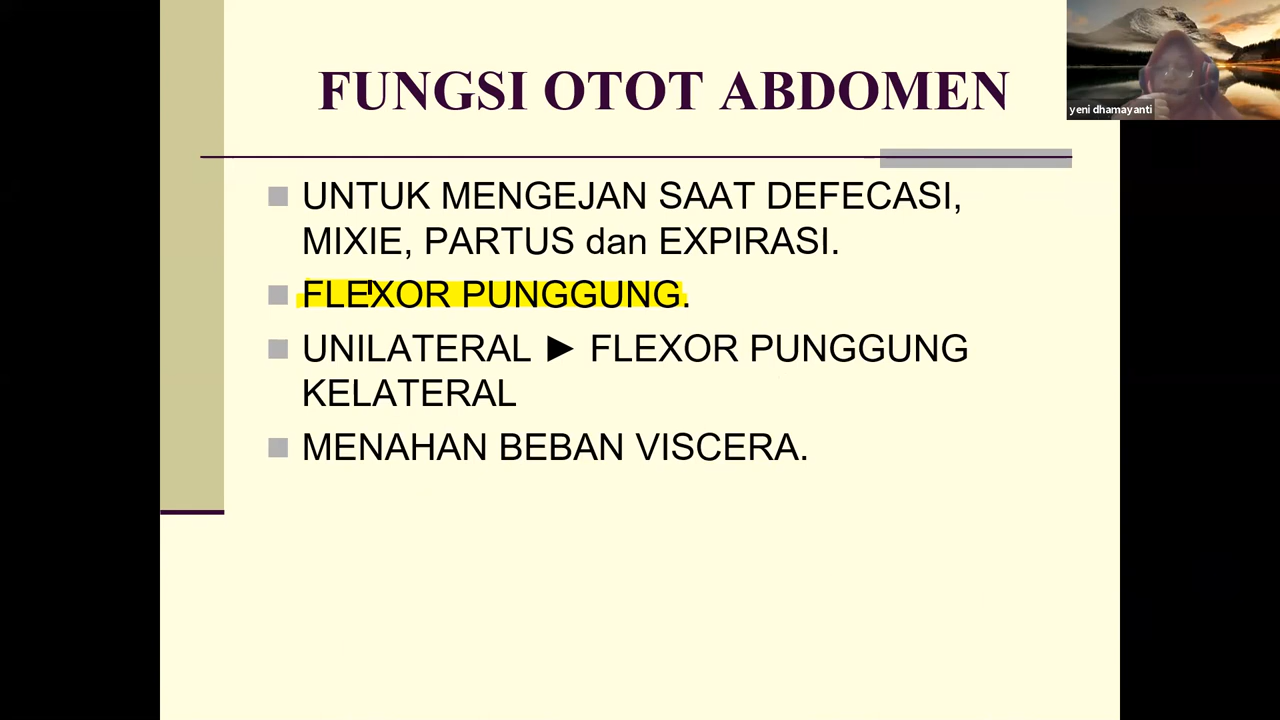 FUNGSI OTOT ABDOMEN
yeni dhamayanti
UNTUK MENGEJAN SAAT DEFECASI,
MIXIE, PARTUS dan EXPIRASI.
FLEXOR PUNGGUNG.
UNILATERAL ► FLEXOR PUNGGUNG
KELATERAL
MENAHAN BEBAN VISCERA.